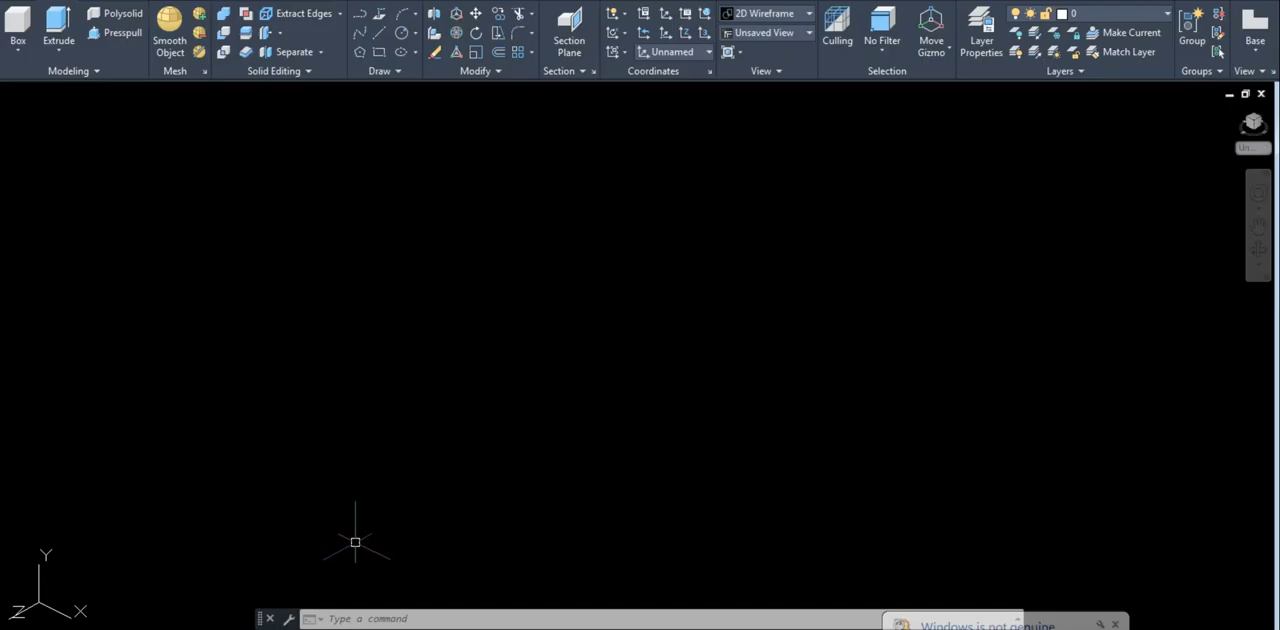 Polysolid
Presspull
Box
Extrude
Modeling
Smooth
Object
Mesh
Extract Edges
Separate
Solid Editing
Draw
Modify
Section
Plane
Section
Unnamed
Coordinates
2D Wireframe
Unsaved View
View
Culling
No Filter
Move
Gizmo
Selection
Layer
Properties
0
Make Current
Match Layer
Layers
Group
Groups
Base
View
Un...
Y
Z
X
Type a command
Windows is not genuine